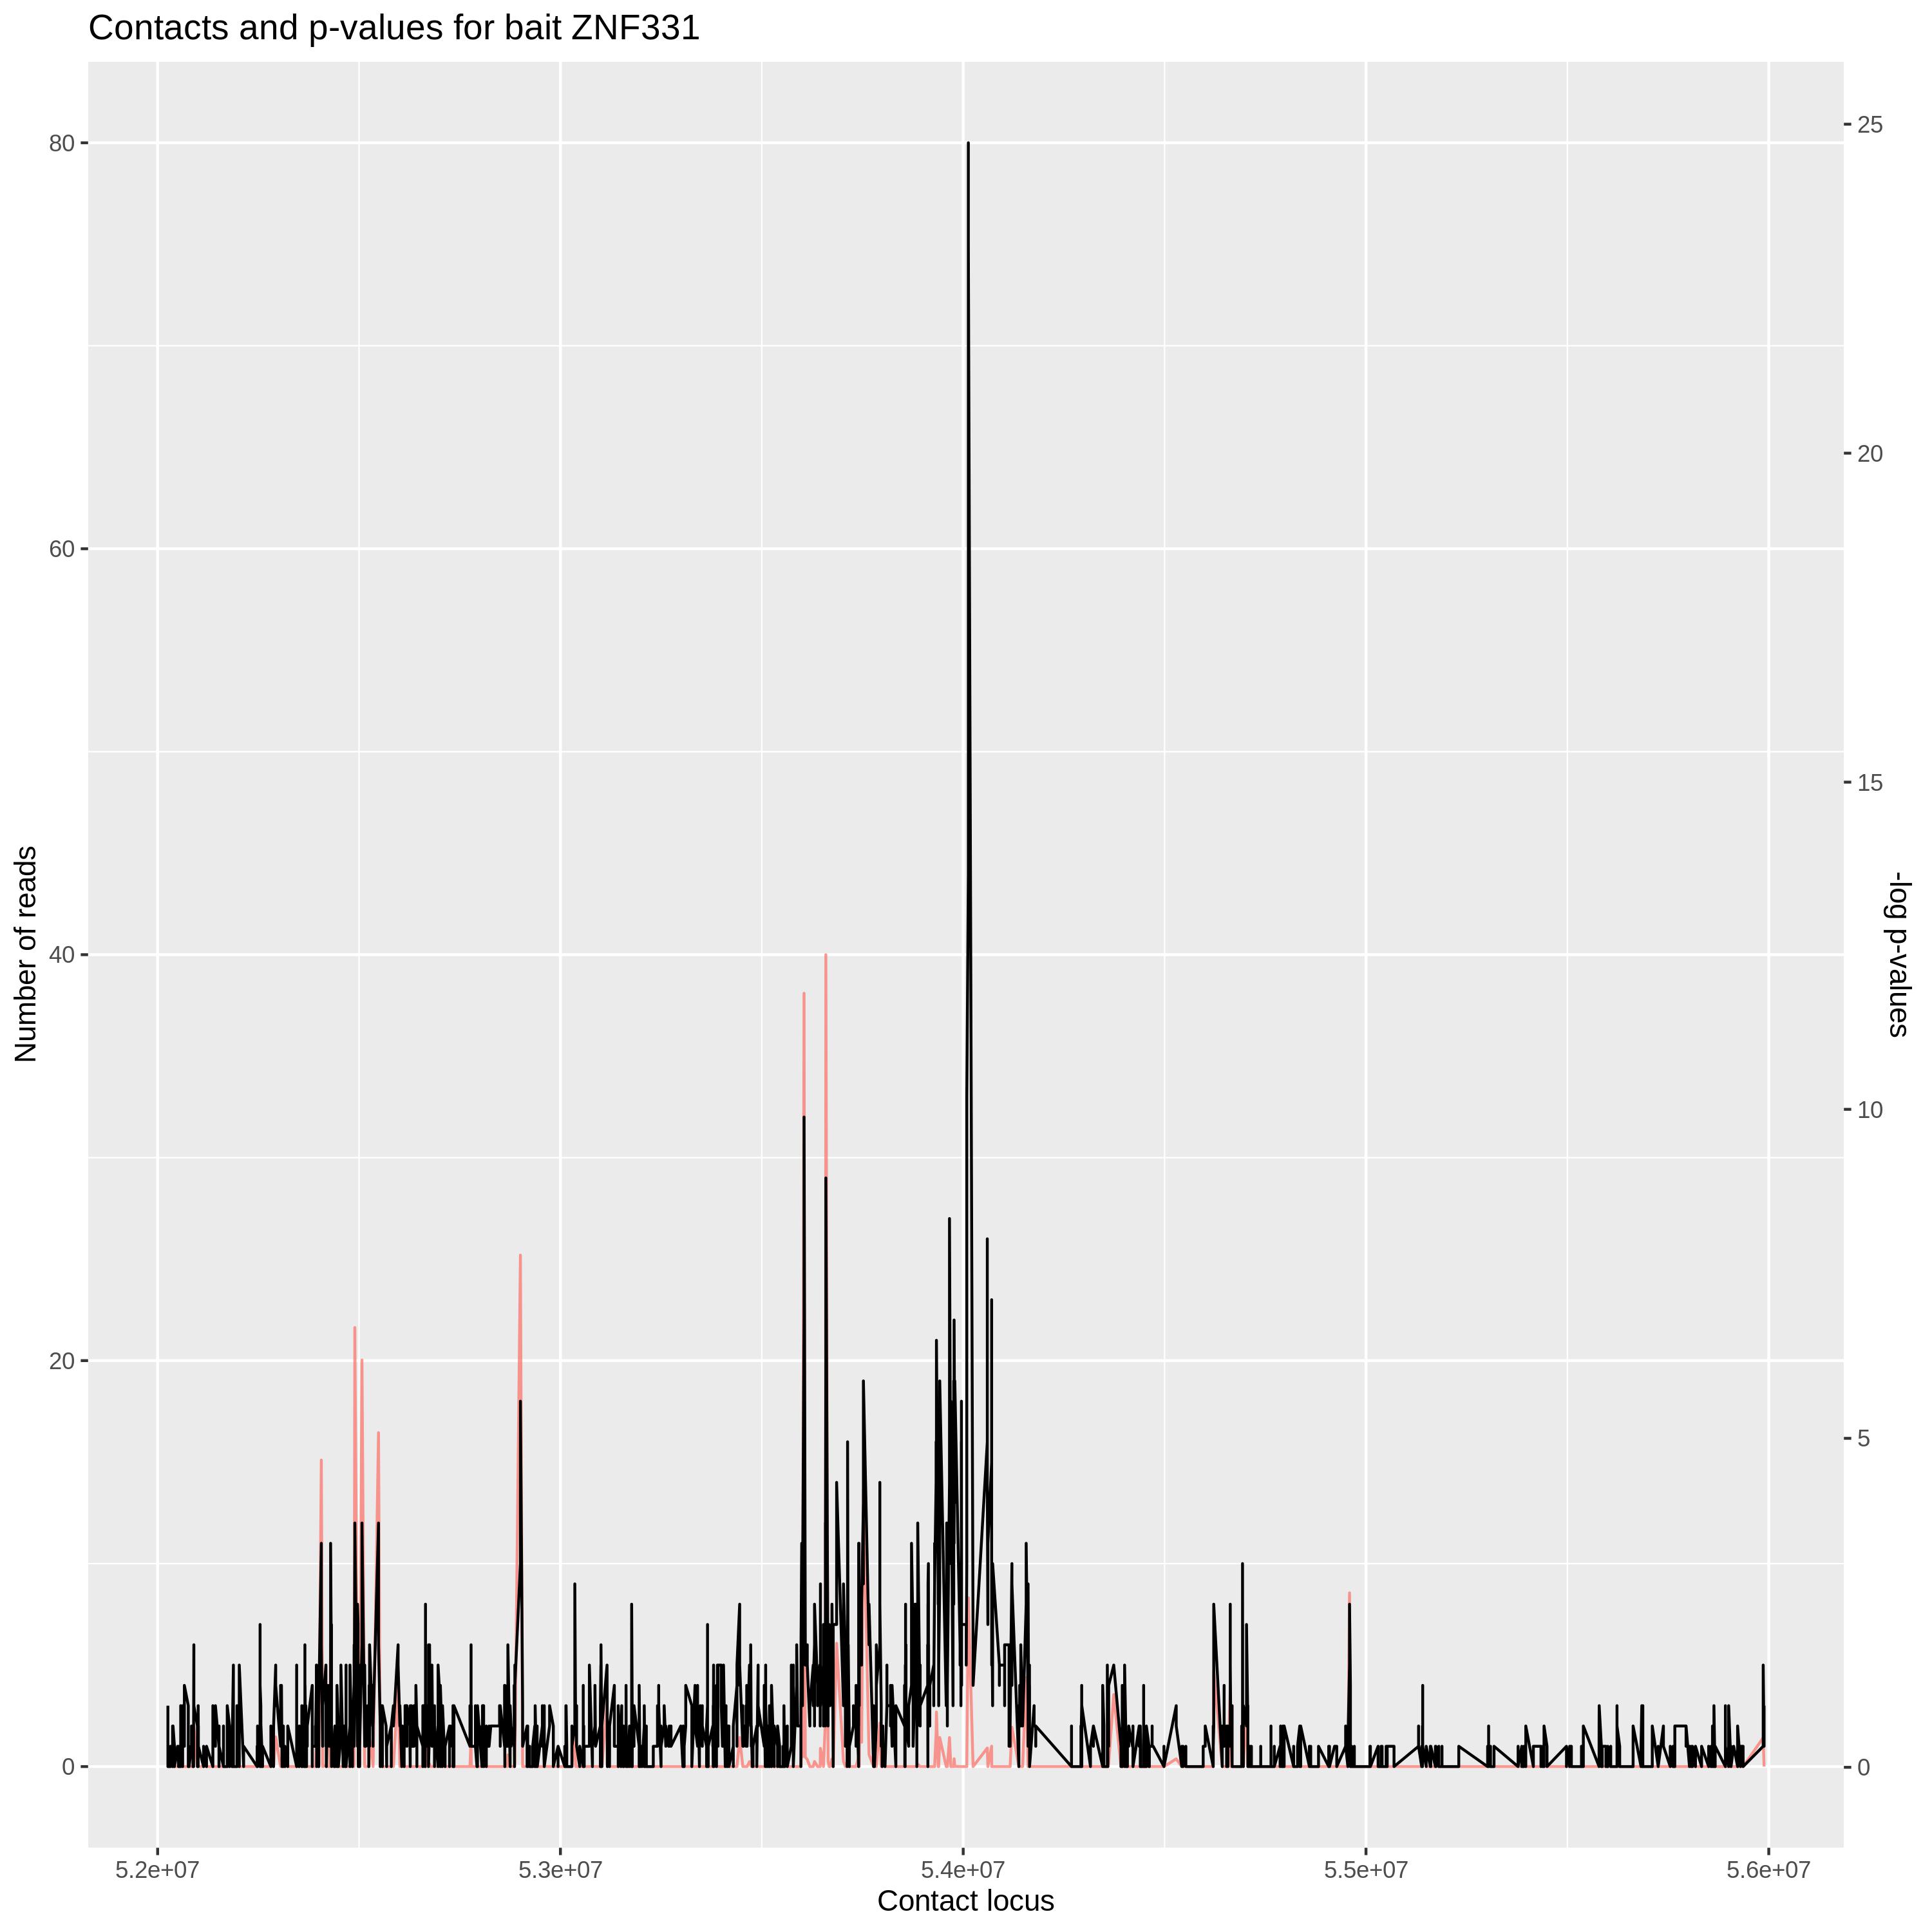 Contacts and p-values for bait ZNF331
80
60
40
20
0
Number of reads
25
20
15
10
5
0
-log p-values
5.2e+07
5.3e+07
5.4e+07
5.5e+07
5.6e+07
Contact locus